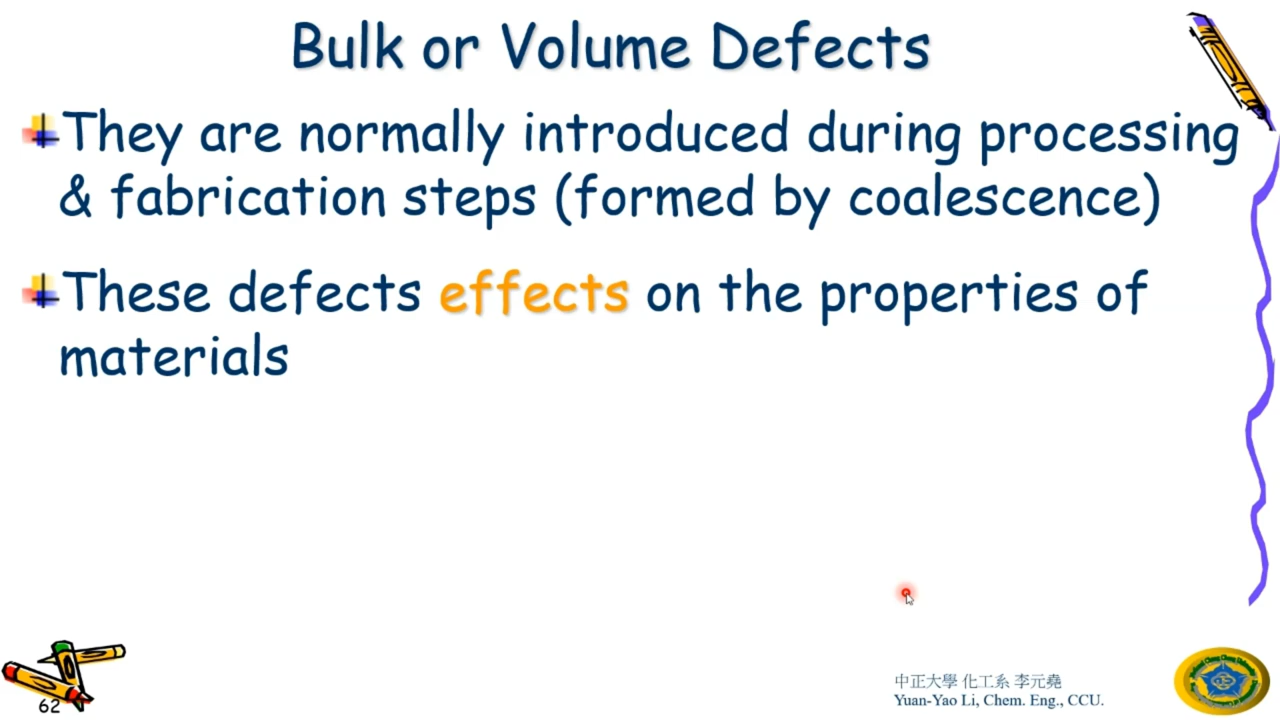 Bulk or Volume Defects
They are normally introduced during processing
& fabrication steps (formed by coalescence)
These defects effects on the properties of
materials
62
中正大學 化工系 李元堯
Yuan-Yao Li, Chem. Eng., CCU.